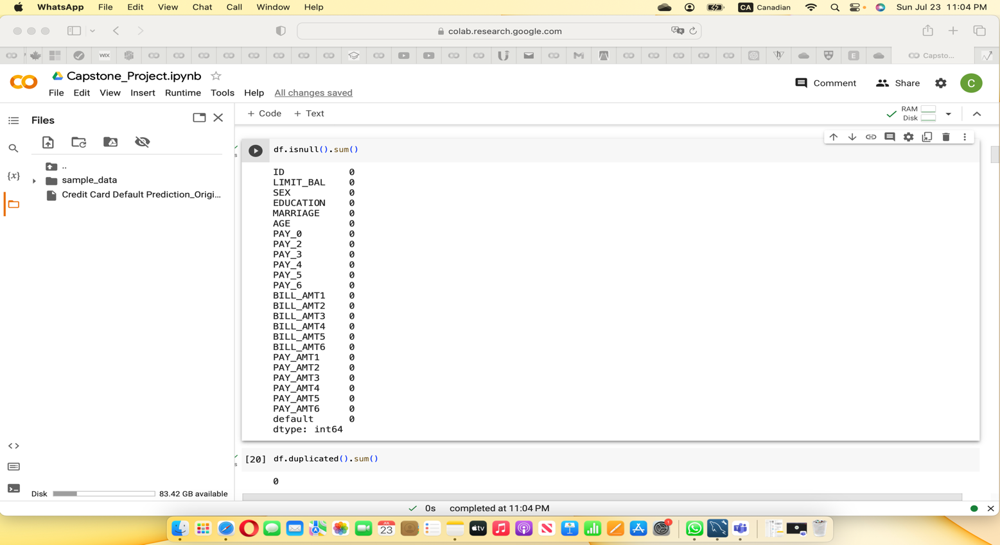 WhatsApp File Edit View Chat Call Window Help CA Canadian Sun Jul 23 11:04 PM
colab.research.google.com
WIX E Capsto...
CO Capstone_Project.ipynb
File Edit View Insert Runtime Tools Help All changes saved
Comment Share C
Files
+ Code + Text
RAM
Disk
{x}
..
sample_data
Credit Card Default Prediction_Origi...
df.isnull().sum()
ID 0
LIMIT_BAL 0
SEX 0
EDUCATION 0
MARRIAGE 0
AGE 0
PAY_0 0
PAY_2 0
PAY_3 0
PAY_4 0
PAY_5 0
PAY_6 0
BILL_AMT1 0
BILL_AMT2 0
BILL_AMT3 0
BILL_AMT4 0
BILL_AMT5 0
BILL_AMT6 0
PAY_AMT1 0
PAY_AMT2 0
PAY_AMT3 0
PAY_AMT4 0
PAY_AMT5 0
PAY_AMT6 0
default 0
dtype: int64
[20] df.duplicated().sum()
0
Disk 83.42 GB available
0s completed at 11:04 PM
JUL
23
tv
1